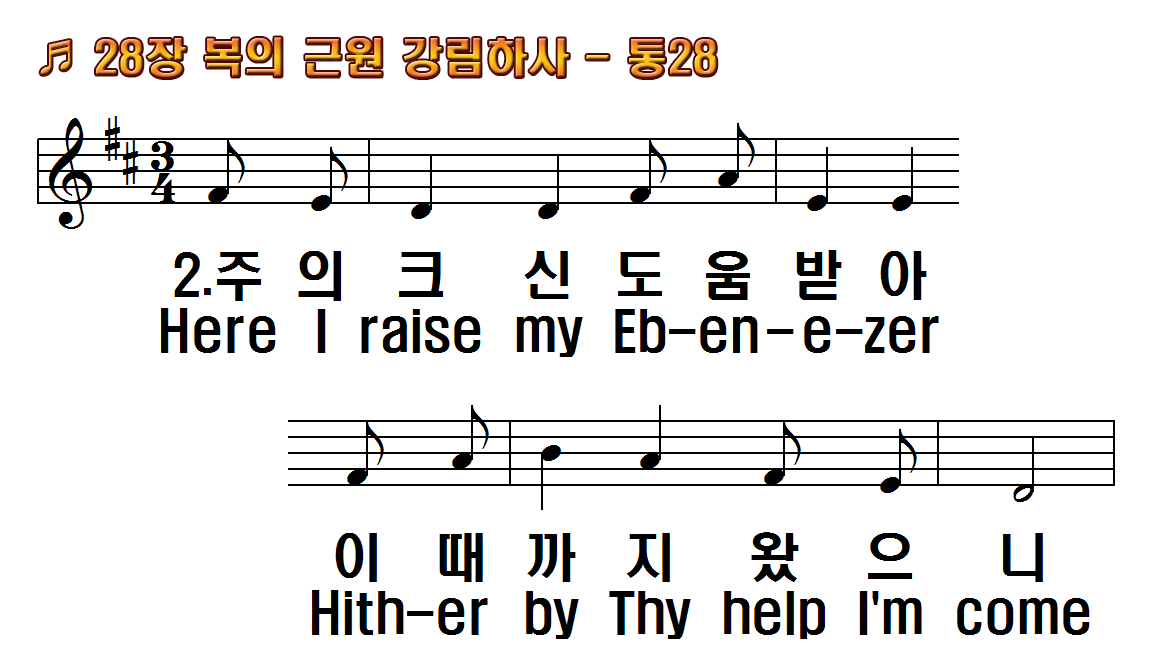 ♬ 28장 복의 근원 강림하사 - 통28
3
4
2.주 의 크 신 도 움 받 아
Here I raise my Eb-en-e-zer
이 때 까 지 왔 으 니
Hith-er by Thy help I'm come